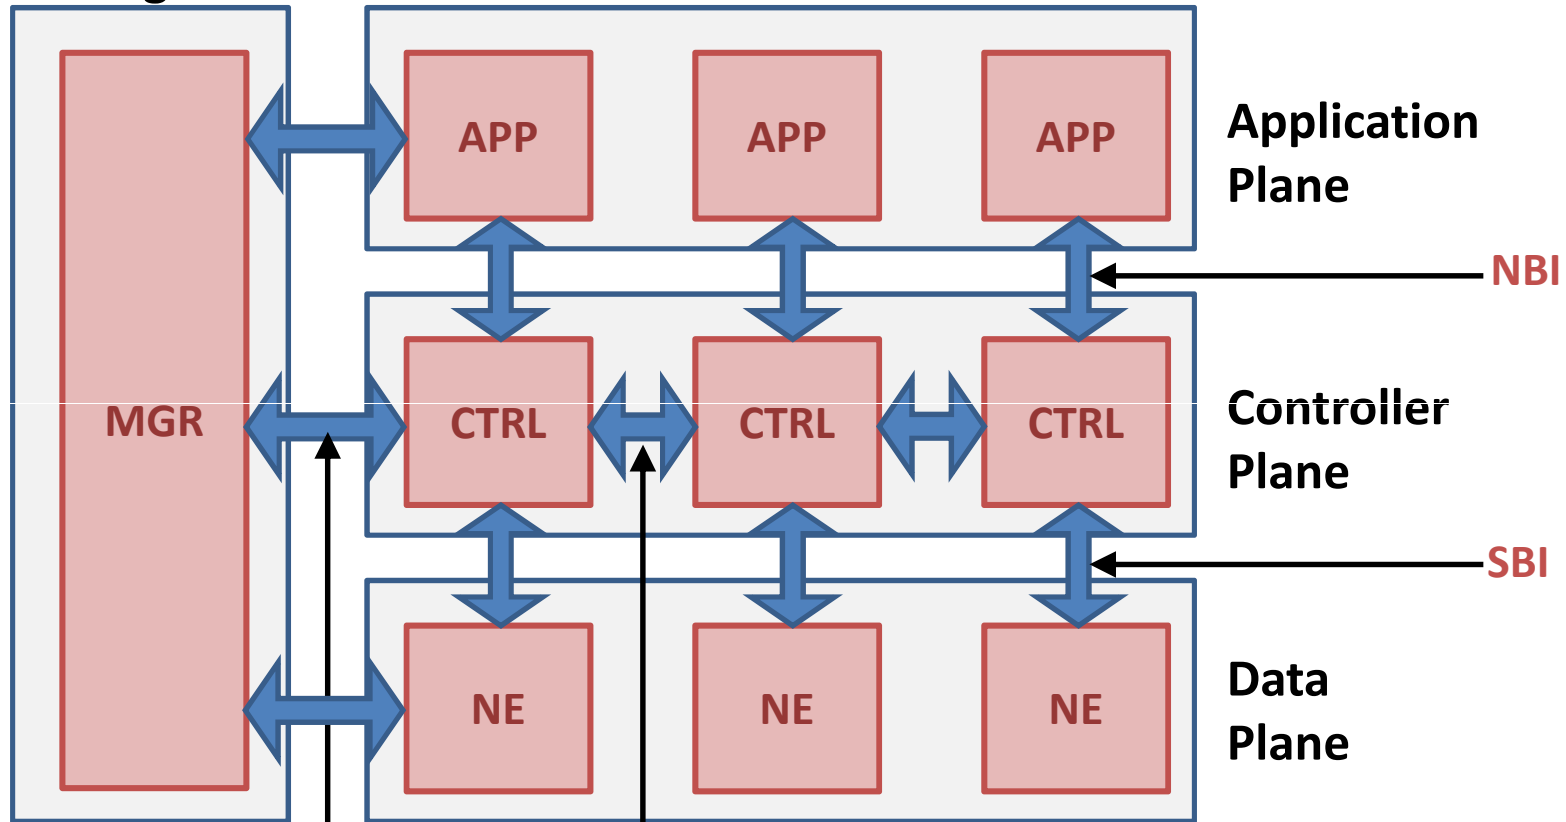 APP
APP
APP
Application
Plane
NBI
MGR
CTRL
CTRL
CTRL
Controller
Plane
SBI
NE
NE
NE
Data
Plane